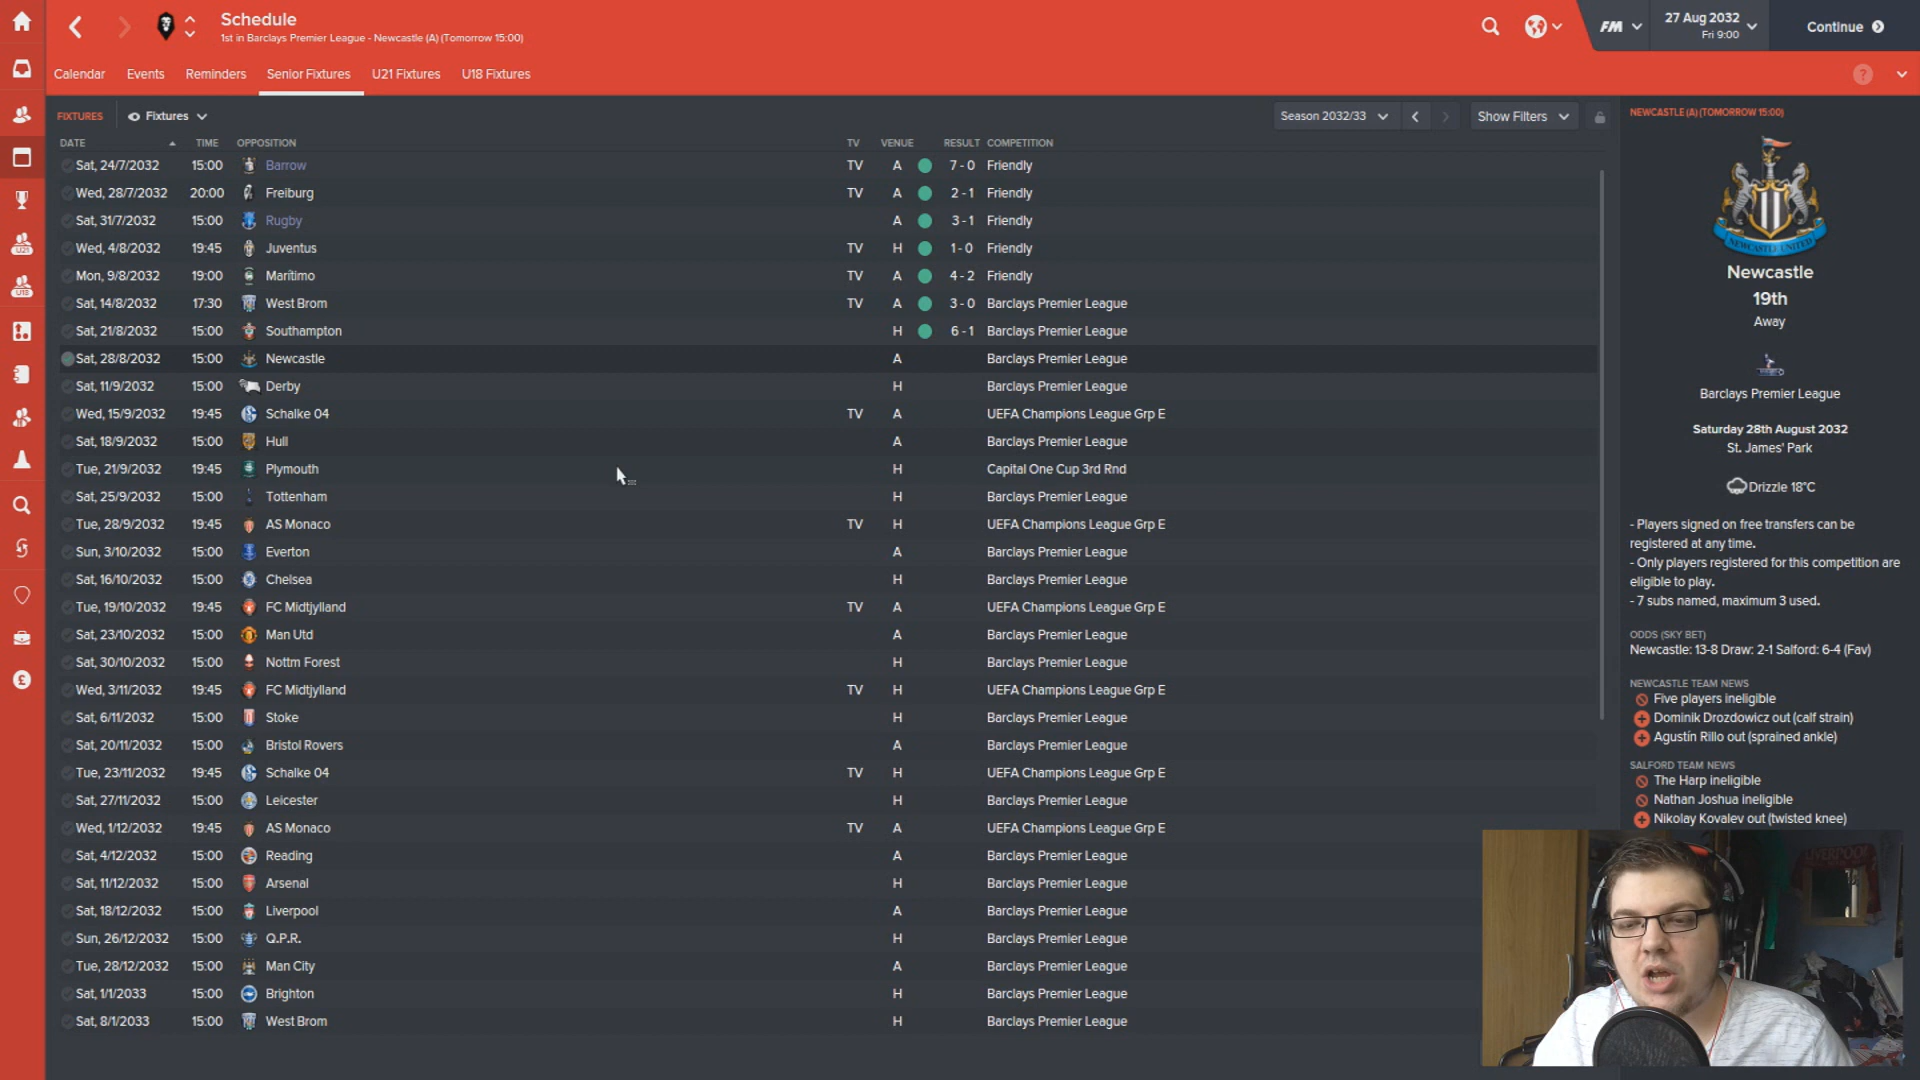 Schedule
1st in Barclays Premier League - Newcastle (A) (Tomorrow 15:00)
FM
27 Aug 2032
Fri 9:00
Continue
Calendar Events Reminders Senior Fixtures U21 Fixtures U18 Fixtures
?
FIXTURES Fixtures Season 2032/33 Show Filters
DATE TIME OPPOSITION TV VENUE RESULT COMPETITION
Sat, 24/7/2032 15:00 Barrow TV A 7 - 0 Friendly
Wed, 28/7/2032 20:00 Freiburg TV A 2 - 1 Friendly
Sat, 31/7/2032 15:00 Rugby A 3 - 1 Friendly
Wed, 4/8/2032 19:45 Juventus TV H 1 - 0 Friendly
Mon, 9/8/2032 19:00 Marítimo TV A 4 - 2 Friendly
Sat, 14/8/2032 17:30 West Brom TV A 3 - 0 Barclays Premier League
Sat, 21/8/2032 15:00 Southampton H 6 - 1 Barclays Premier League
Sat, 28/8/2032 15:00 Newcastle A Barclays Premier League
Sat, 11/9/2032 15:00 Derby H Barclays Premier League
Wed, 15/9/2032 19:45 Schalke 04 TV A UEFA Champions League Grp E
Sat, 18/9/2032 15:00 Hull A Barclays Premier League
Tue, 21/9/2032 19:45 Plymouth H Capital One Cup 3rd Rnd
Sat, 25/9/2032 15:00 Tottenham H Barclays Premier League
Tue, 28/9/2032 19:45 AS Monaco TV H UEFA Champions League Grp E
Sun, 3/10/2032 15:00 Everton A Barclays Premier League
Sat, 16/10/2032 15:00 Chelsea H Barclays Premier League
Tue, 19/10/2032 19:45 FC Midtjylland TV A UEFA Champions League Grp E
Sat, 23/10/2032 15:00 Man Utd A Barclays Premier League
Sat, 30/10/2032 15:00 Nottm Forest H Barclays Premier League
Wed, 3/11/2032 19:45 FC Midtjylland TV H UEFA Champions League Grp E
Sat, 6/11/2032 15:00 Stoke H Barclays Premier League
Sat, 20/11/2032 15:00 Bristol Rovers A Barclays Premier League
Tue, 23/11/2032 19:45 Schalke 04 TV H UEFA Champions League Grp E
Sat, 27/11/2032 15:00 Leicester H Barclays Premier League
Wed, 1/12/2032 19:45 AS Monaco TV A UEFA Champions League Grp E
Sat, 4/12/2032 15:00 Reading A Barclays Premier League
Sat, 11/12/2032 15:00 Arsenal H Barclays Premier League
Sat, 18/12/2032 15:00 Liverpool A Barclays Premier League
Sun, 26/12/2032 15:00 Q.P.R. H Barclays Premier League
Tue, 28/12/2032 15:00 Man City A Barclays Premier League
Sat, 1/1/2033 15:00 Brighton H Barclays Premier League
Sat, 8/1/2033 15:00 West Brom H Barclays Premier League
NEWCASTLE (A) (TOMORROW 15:00)
NEWCASTLE UNITED
Newcastle
19th
Away
Barclays Premier League
Saturday 28th August 2032
St. James' Park
Drizzle 18°C
- Players signed on free transfers can be
registered at any time.
- Only players registered for this competition are
eligible to play.
- 7 subs named, maximum 3 used.
ODDS (SKY BET)
Newcastle: 13-8 Draw: 2-1 Salford: 6-4 (Fav)
NEWCASTLE TEAM NEWS
Five players ineligible
Dominik Drozdowicz out (calf strain)
Agustín Rillo out (sprained ankle)
SALFORD TEAM NEWS
The Harp ineligible
Nathan Joshua ineligible
Nikolay Kovalev out (twisted knee)
LIVERPOOL
U21
U18
£